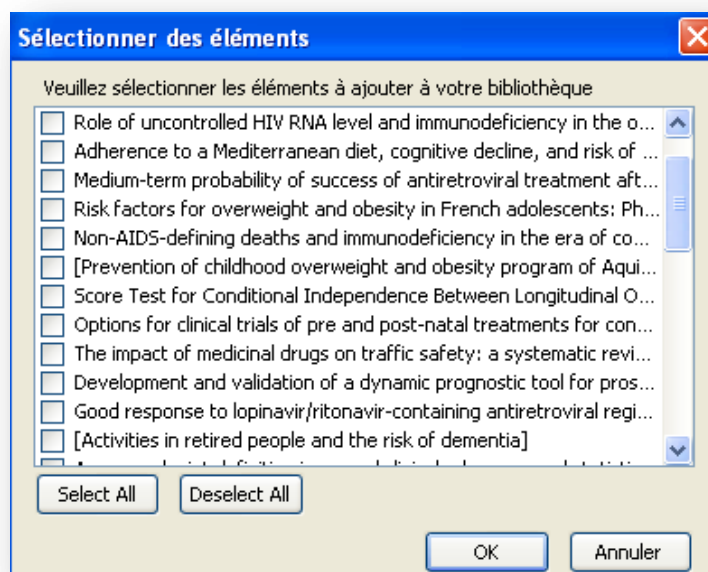 Sélectionner des éléments
Veuillez sélectionner les éléments à ajouter à votre bibliothèque
Role of uncontrolled HIV RNA level and immunodeficiency in the o...
Adherence to a Mediterranean diet, cognitive decline, and risk of ...
Medium-term probability of success of antiretroviral treatment aft...
Risk factors for overweight and obesity in French adolescents: Ph...
Non-AIDS-defining deaths and immunodeficiency in the era of co...
[Prevention of childhood overweight and obesity program of Aqui...
Score Test for Conditional Independence Between Longitudinal O...
Options for clinical trials of pre and post-natal treatments for con...
The impact of medicinal drugs on traffic safety: a systematic revi...
Development and validation of a dynamic prognostic tool for pros...
Good response to lopinavir/ritonavir-containing antiretroviral regi...
[Activities in retired people and the risk of dementia]
Select All Deselect All
OK Annuler